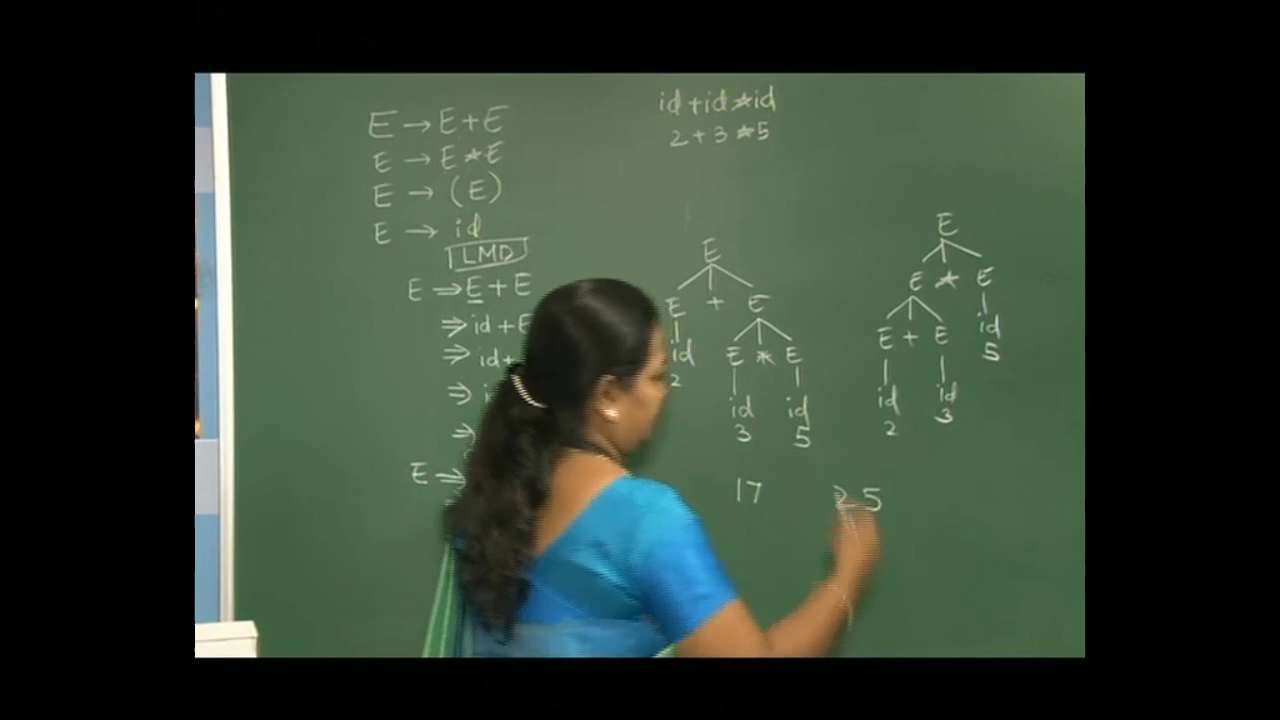 E → E + E
E → E * E
E → (E)
E → id
LMD
E ⇒ E + E
⇒ id + E
⇒ id +
⇒
⇒
E ⇒
id + id * id
2 + 3 * 5
E
E + E
id E * E
2 id id
3 5
17
E
E * E
E + E id
5
id id
2 3
25